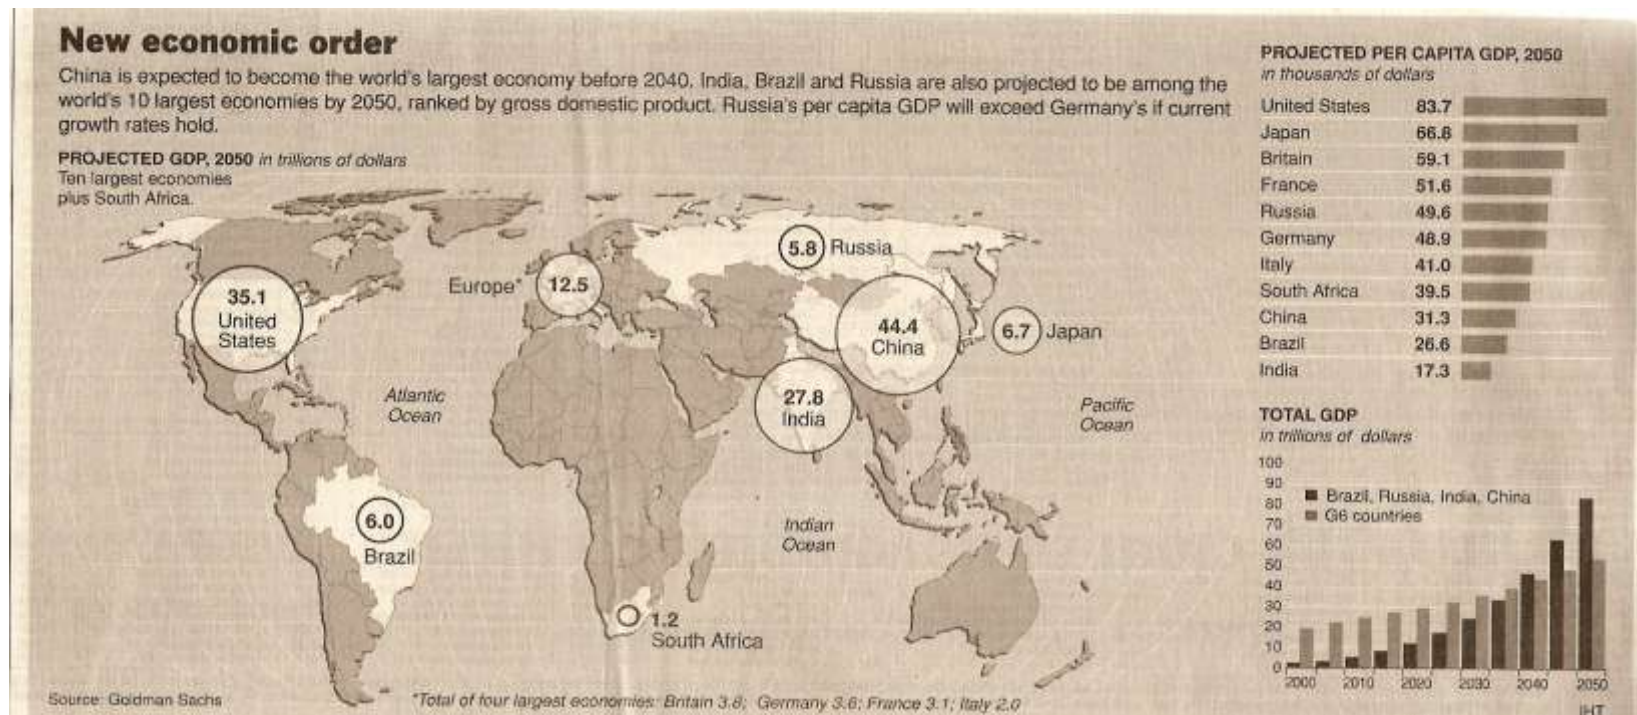 New economic order
China is expected to become the world's largest economy before 2040. India, Brazil and Russia are also projected to be among the
world's 10 largest economies by 2050, ranked by gross domestic product. Russia's per capita GDP will exceed Germany's if current
growth rates hold.
PROJECTED GDP, 2050 in trillions of dollars
Ten largest economies
plus South Africa.
5.8 Russia
Europe* 12.5
35.1
United
States
44.4
China
6.7 Japan
27.8
India
Atlantic
Ocean
Pacific
Ocean
6.0
Brazil
Indian
Ocean
1.2
South Africa
Source: Goldman Sachs
*Total of four largest economies: Britain 3.8; Germany 3.6; France 3.1; Italy 2.0
PROJECTED PER CAPITA GDP, 2050
in thousands of dollars
United States 83.7
Japan 66.8
Britain 59.1
France 51.6
Russia 49.6
Germany 48.9
Italy 41.0
South Africa 39.5
China 31.3
Brazil 26.6
India 17.3
TOTAL GDP
in trillions of dollars
100
90
80
70
60
50
40
30
20
10
0
Brazil, Russia, India, China
G6 countries
2000 2010 2020 2030 2040 2050
IHT